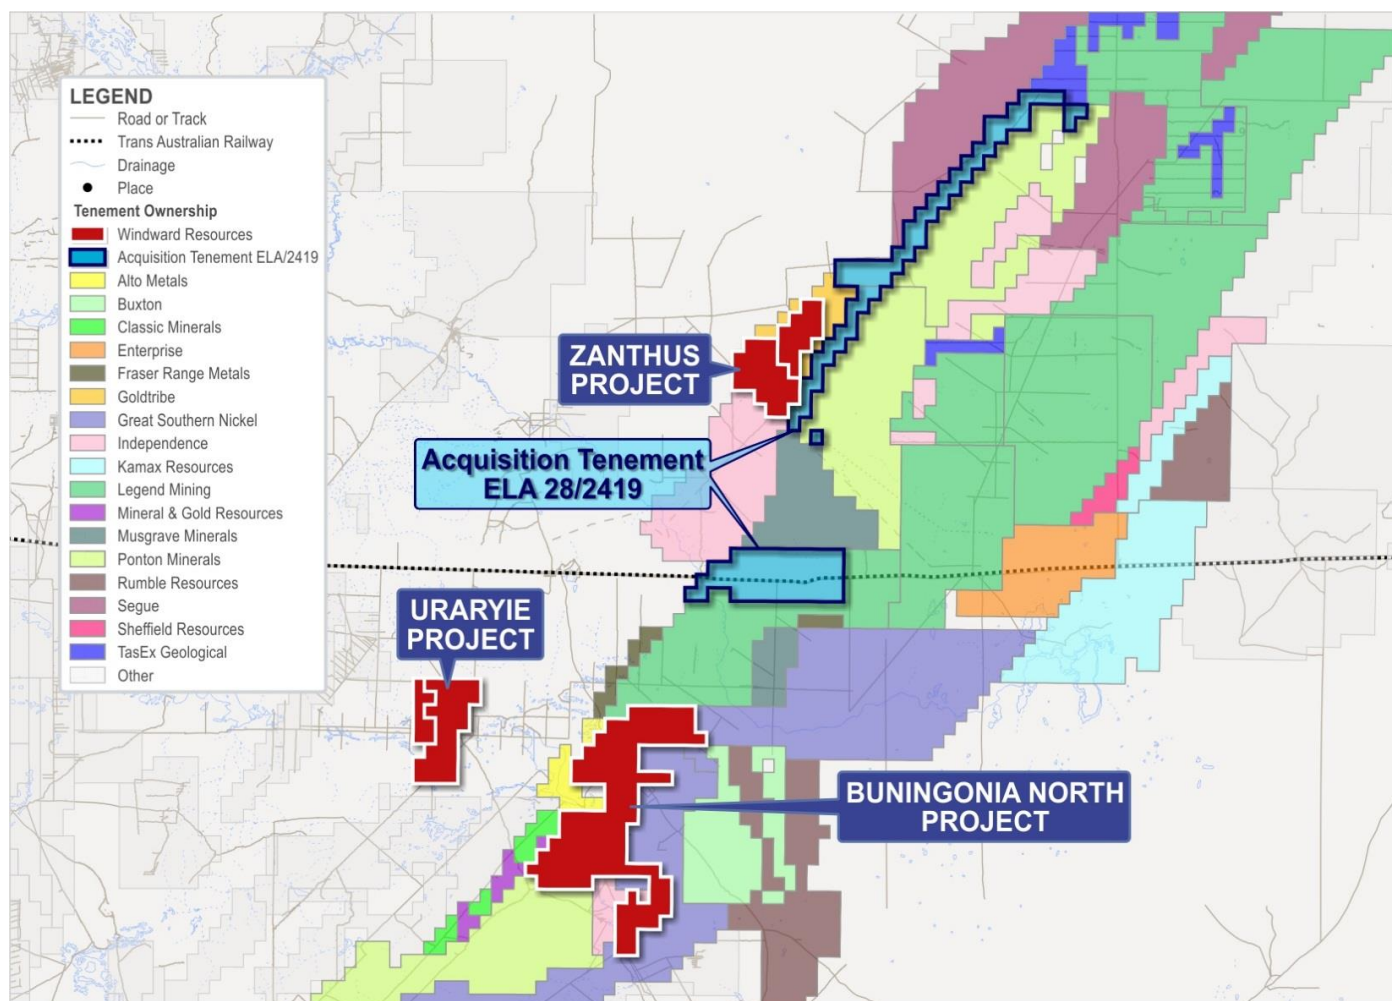 LEGEND
Road or Track
Trans Australian Railway
Drainage
Place
Tenement Ownership
Windward Resources
Acquisition Tenement ELA/2419
Alto Metals
Buxton
Classic Minerals
Enterprise
Fraser Range Metals
Goldtribe
Great Southern Nickel
Independence
Kamax Resources
Legend Mining
Mineral & Gold Resources
Musgrave Minerals
Ponton Minerals
Rumble Resources
Segue
Sheffield Resources
TasEx Geological
Other
ZANTHUS
PROJECT
Acquisition Tenement
ELA 28/2419
URARYIE
PROJECT
BUNINGONIA NORTH
PROJECT